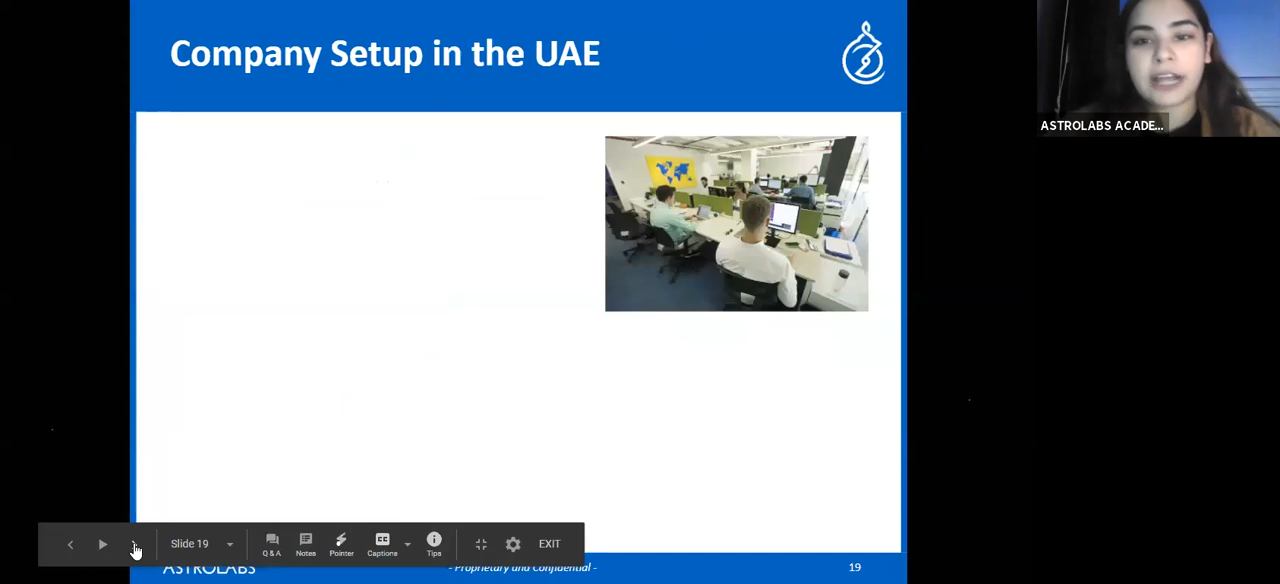 Company Setup in the UAE
ASTROLABS ACADE...
Slide 19
Q & A
Notes
Pointer
CC
Captions
Tips
EXIT
ASTROLABS
- Proprietary and Confidential -
19